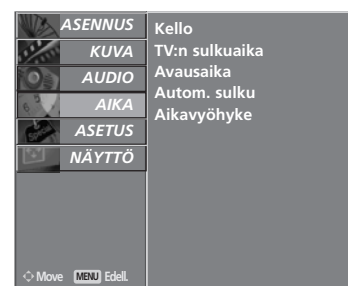 ASENNUS
KUVA
AUDIO
AIKA
ASETUS
NÄYTTÖ
Kello
TV:n sulkuaika
Avausaika
Autom. sulku
Aikavyöhyke
Move MENU Edell.